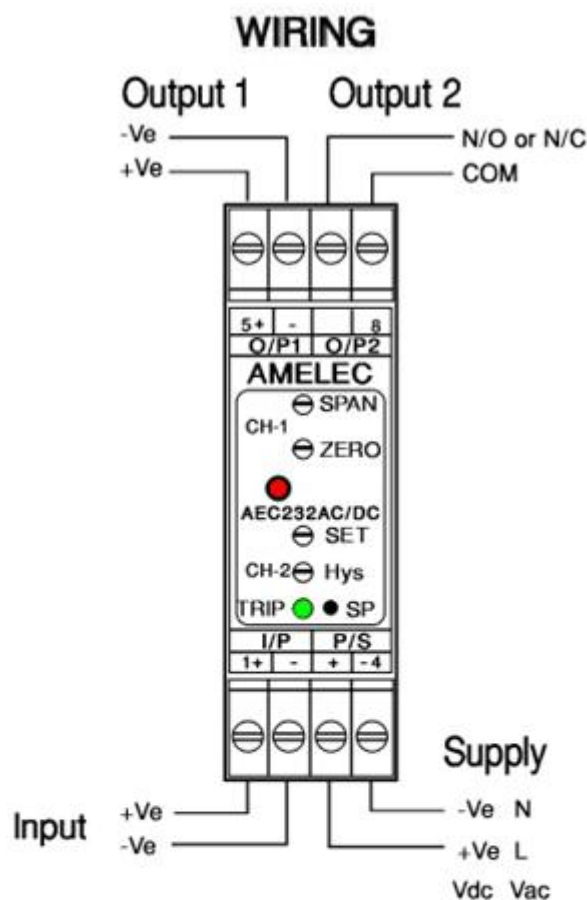 WIRING
Output 1 Output 2
-Ve N/O or N/C
+Ve COM
5+ - 8
O/P1 O/P2
AMELEC
SPAN
CH-1
ZERO
AEC232AC/DC
SET
CH-2 Hys
TRIP SP
I/P P/S
1+ - + -4
Supply
Input +Ve -Ve N
-Ve +Ve L
Vdc Vac